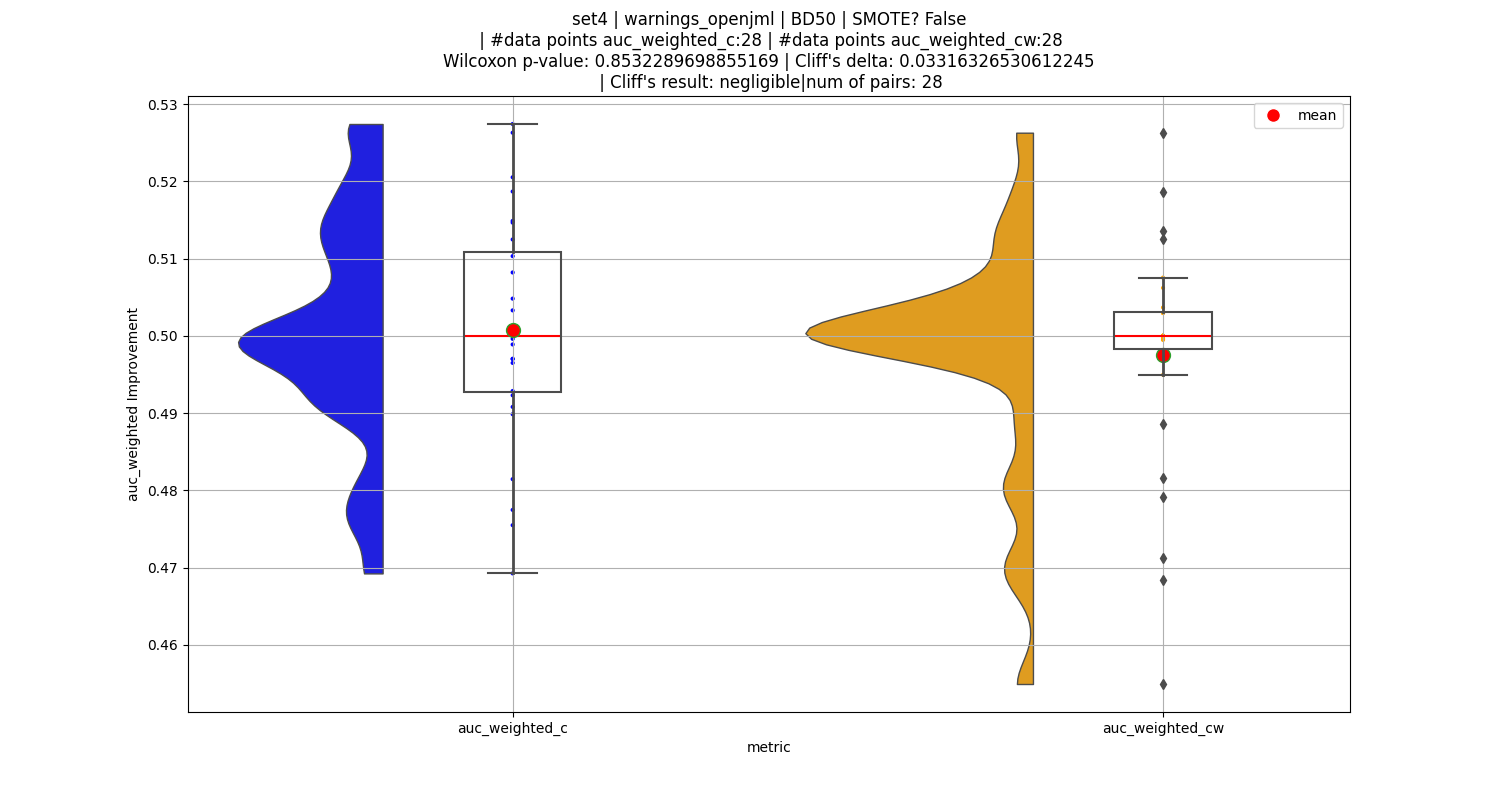 set4 | warnings_openjml | BD50 | SMOTE? False
| #data points auc_weighted_c:28 | #data points auc_weighted_cw:28
Wilcoxon p-value: 0.8532289698855169 | Cliff's delta: 0.03316326530612245
| Cliff's result: negligible|num of pairs: 28
mean
0.53
0.52
0.51
0.50
0.49
0.48
0.47
0.46
auc_weighted Improvement
auc_weighted_c
auc_weighted_cw
metric